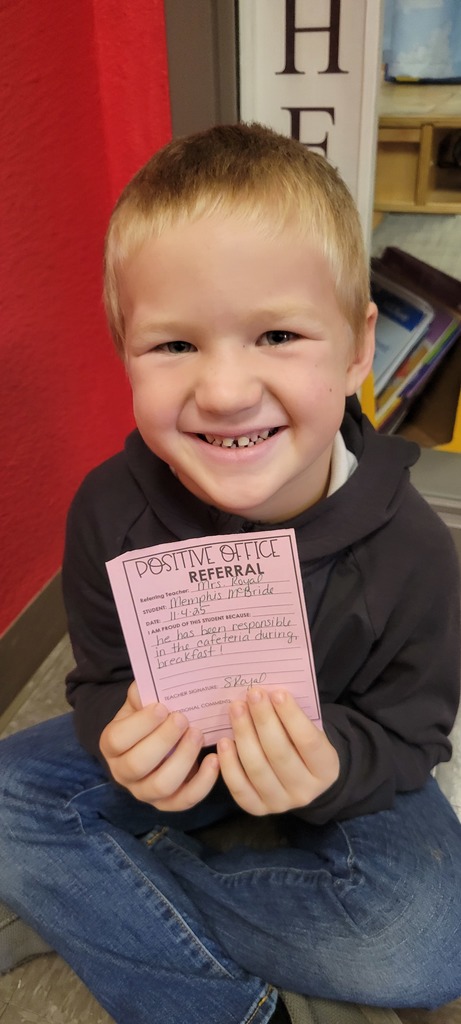 H
E
POSITIVE OFFICE
REFERRAL
Referring Teacher: Mrs. Royal
STUDENT: Memphis McBride
DATE: 11-4-25
I AM PROUD OF THIS STUDENT BECAUSE:
he has been responsible
in the cafeteria during
breakfast!
TEACHER SIGNATURE: SRoyal
COMMENTS